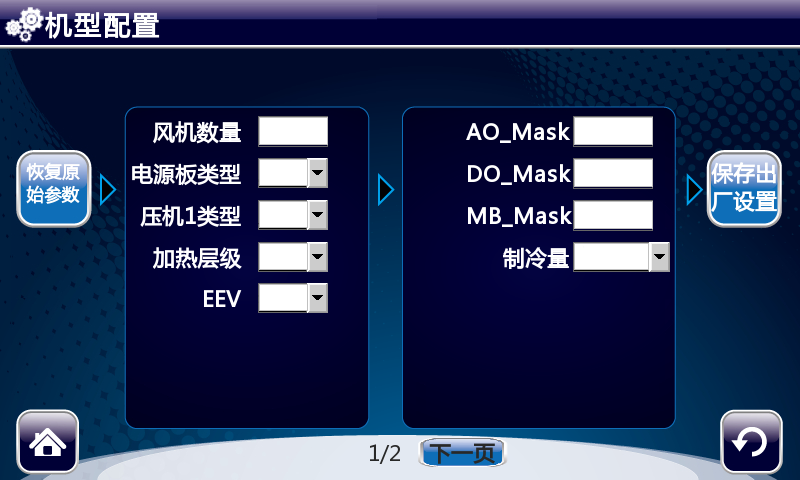 机型配置
恢复原
始参数
风机数量
电源板类型
压机1类型
加热层级
EEV
AO_Mask
DO_Mask
MB_Mask
制冷量
保存出
厂设置
1/2
下一页